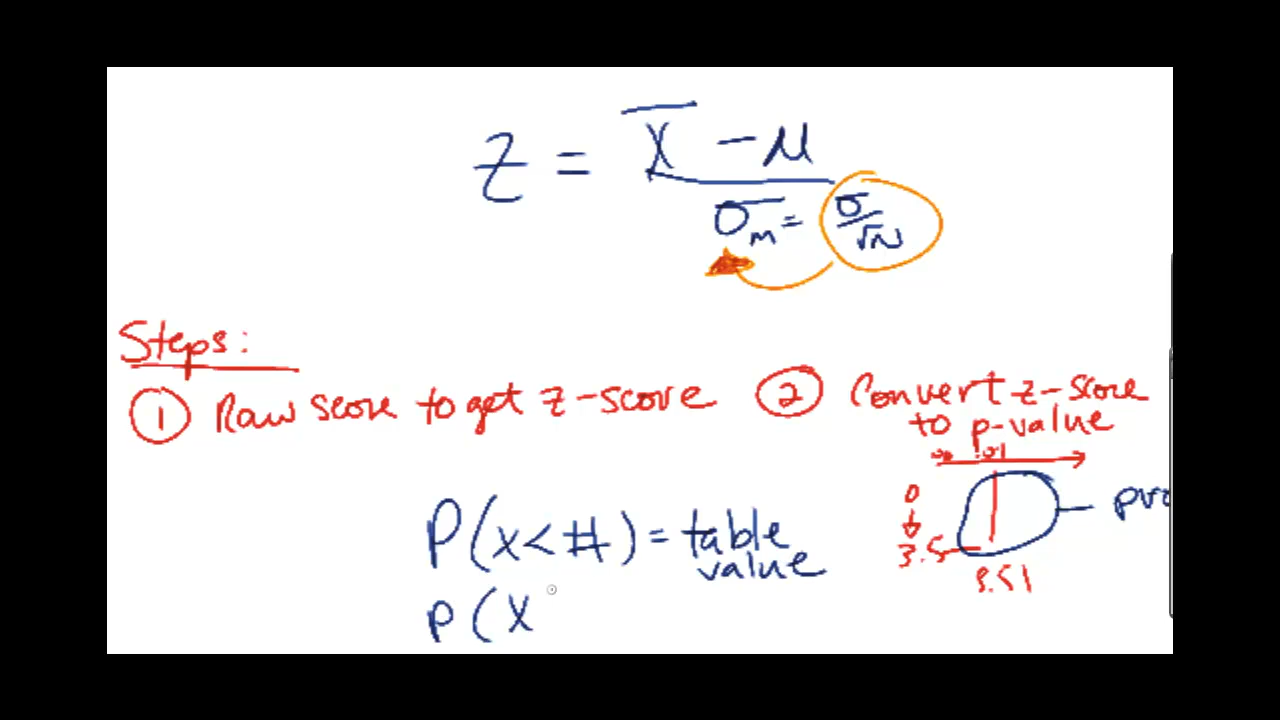 Z = X̅ - μ
σm = σ/√N
Steps:
① Raw score to get z-score
② Convert z-score
to p-value
.01
0
3.5
3.51
P(x<#) = table
value
P(X